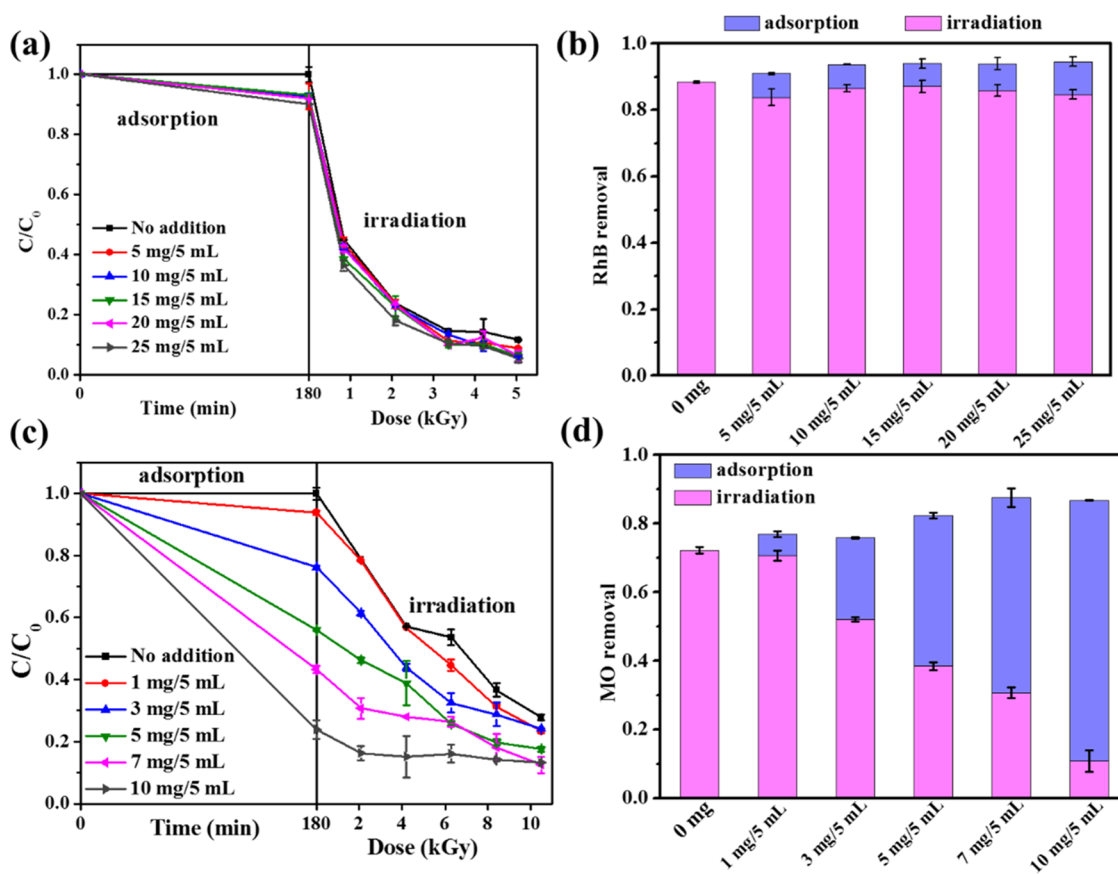 (a)
1.0
0.8
0.6
0.4
0.2
0.0
C/C0
adsorption
irradiation
No addition
5 mg/5 mL
10 mg/5 mL
15 mg/5 mL
20 mg/5 mL
25 mg/5 mL
0 180 1 2 3 4 5
Time (min) Dose (kGy)
adsorption irradiation
(b)
1.0
0.8
0.6
0.4
0.2
0.0
RhB removal
0 mg
5 mg/5 mL
10 mg/5 mL
15 mg/5 mL
20 mg/5 mL
25 mg/5 mL
(c)
1.0
0.8
0.6
0.4
0.2
0.0
C/C0
adsorption
irradiation
No addition
1 mg/5 mL
3 mg/5 mL
5 mg/5 mL
7 mg/5 mL
10 mg/5 mL
0 180 2 4 6 8 10
Time (min) Dose (kGy)
(d)
1.0
0.8
0.6
0.4
0.2
0.0
MO removal
adsorption
irradiation
0 mg
1 mg/5 mL
3 mg/5 mL
5 mg/5 mL
7 mg/5 mL
10 mg/5 mL